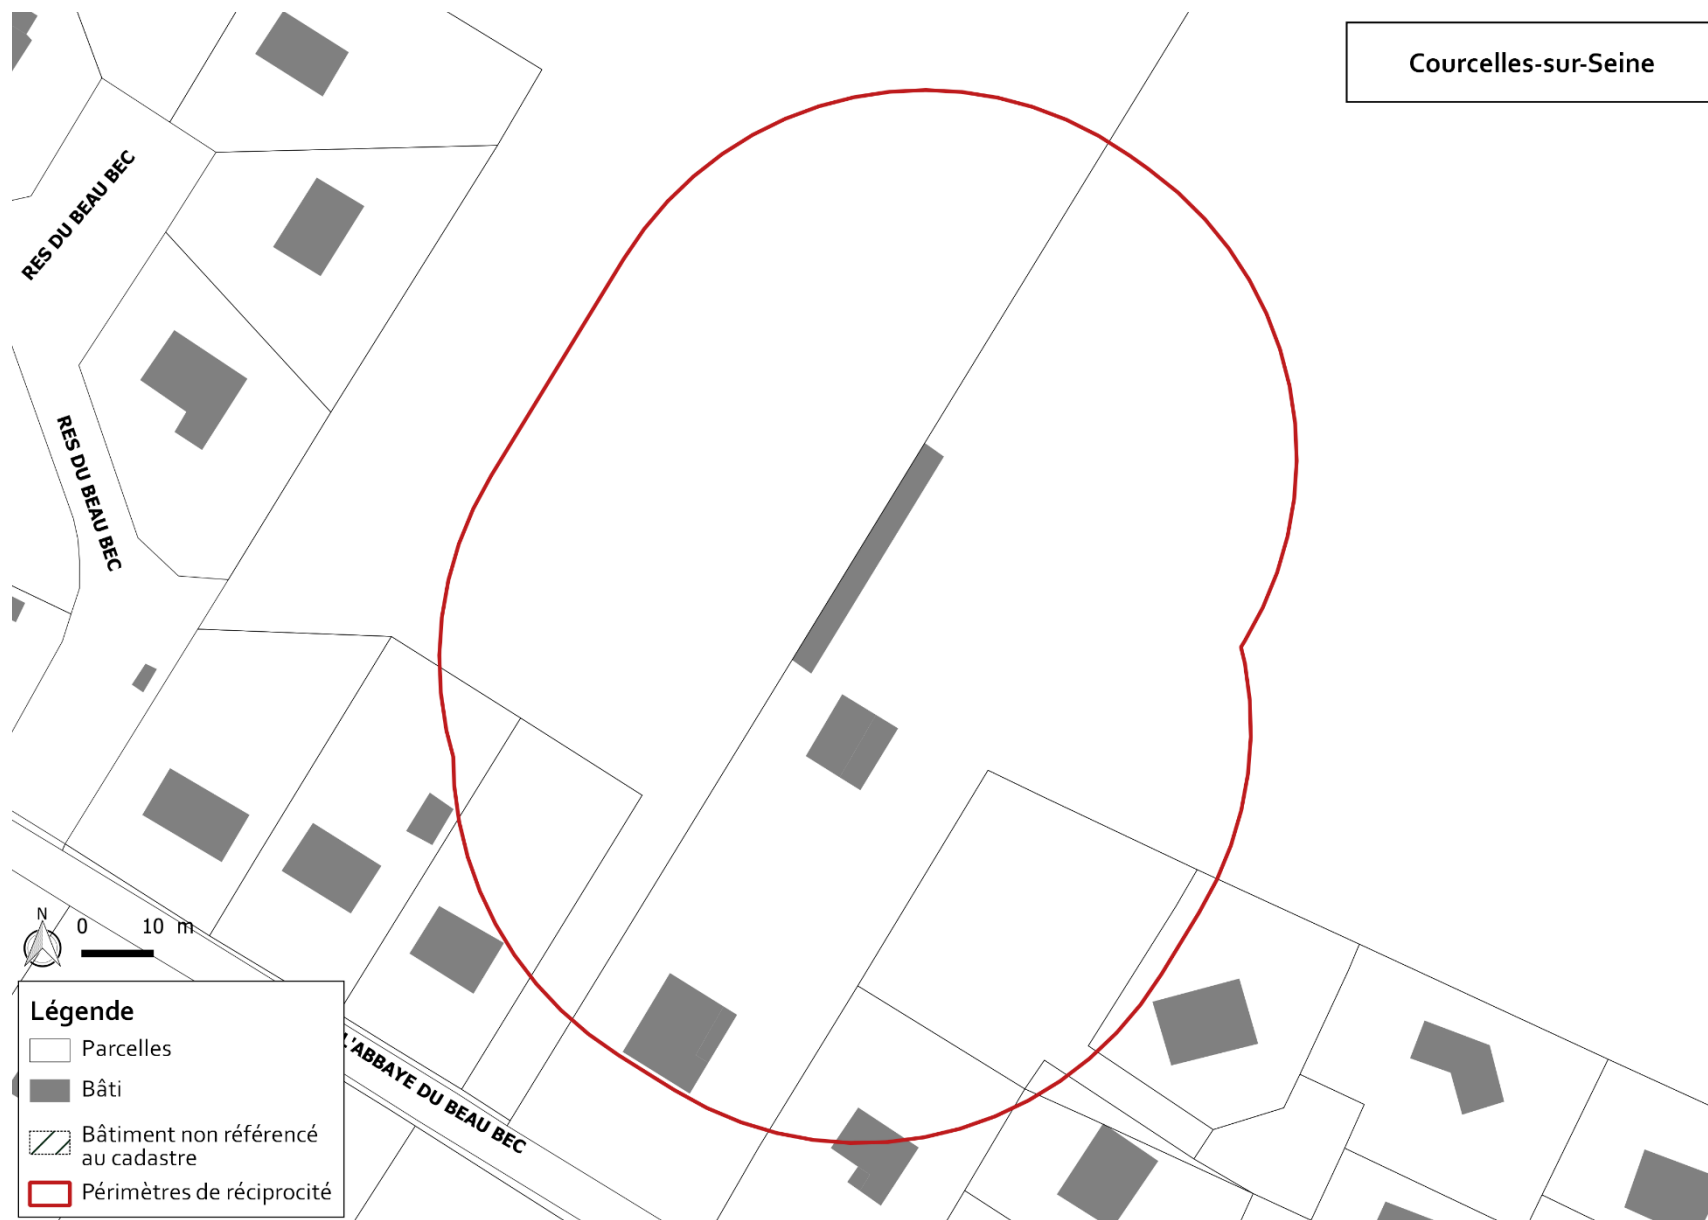 Courcelles-sur-Seine
RES DU BEAU BEC
RES DU BEAU BEC
L'ABBAYE DU BEAU BEC
N
0 10 m
Légende
Parcelles
Bâti
Bâtiment non référencé
au cadastre
Périmètres de réciprocité